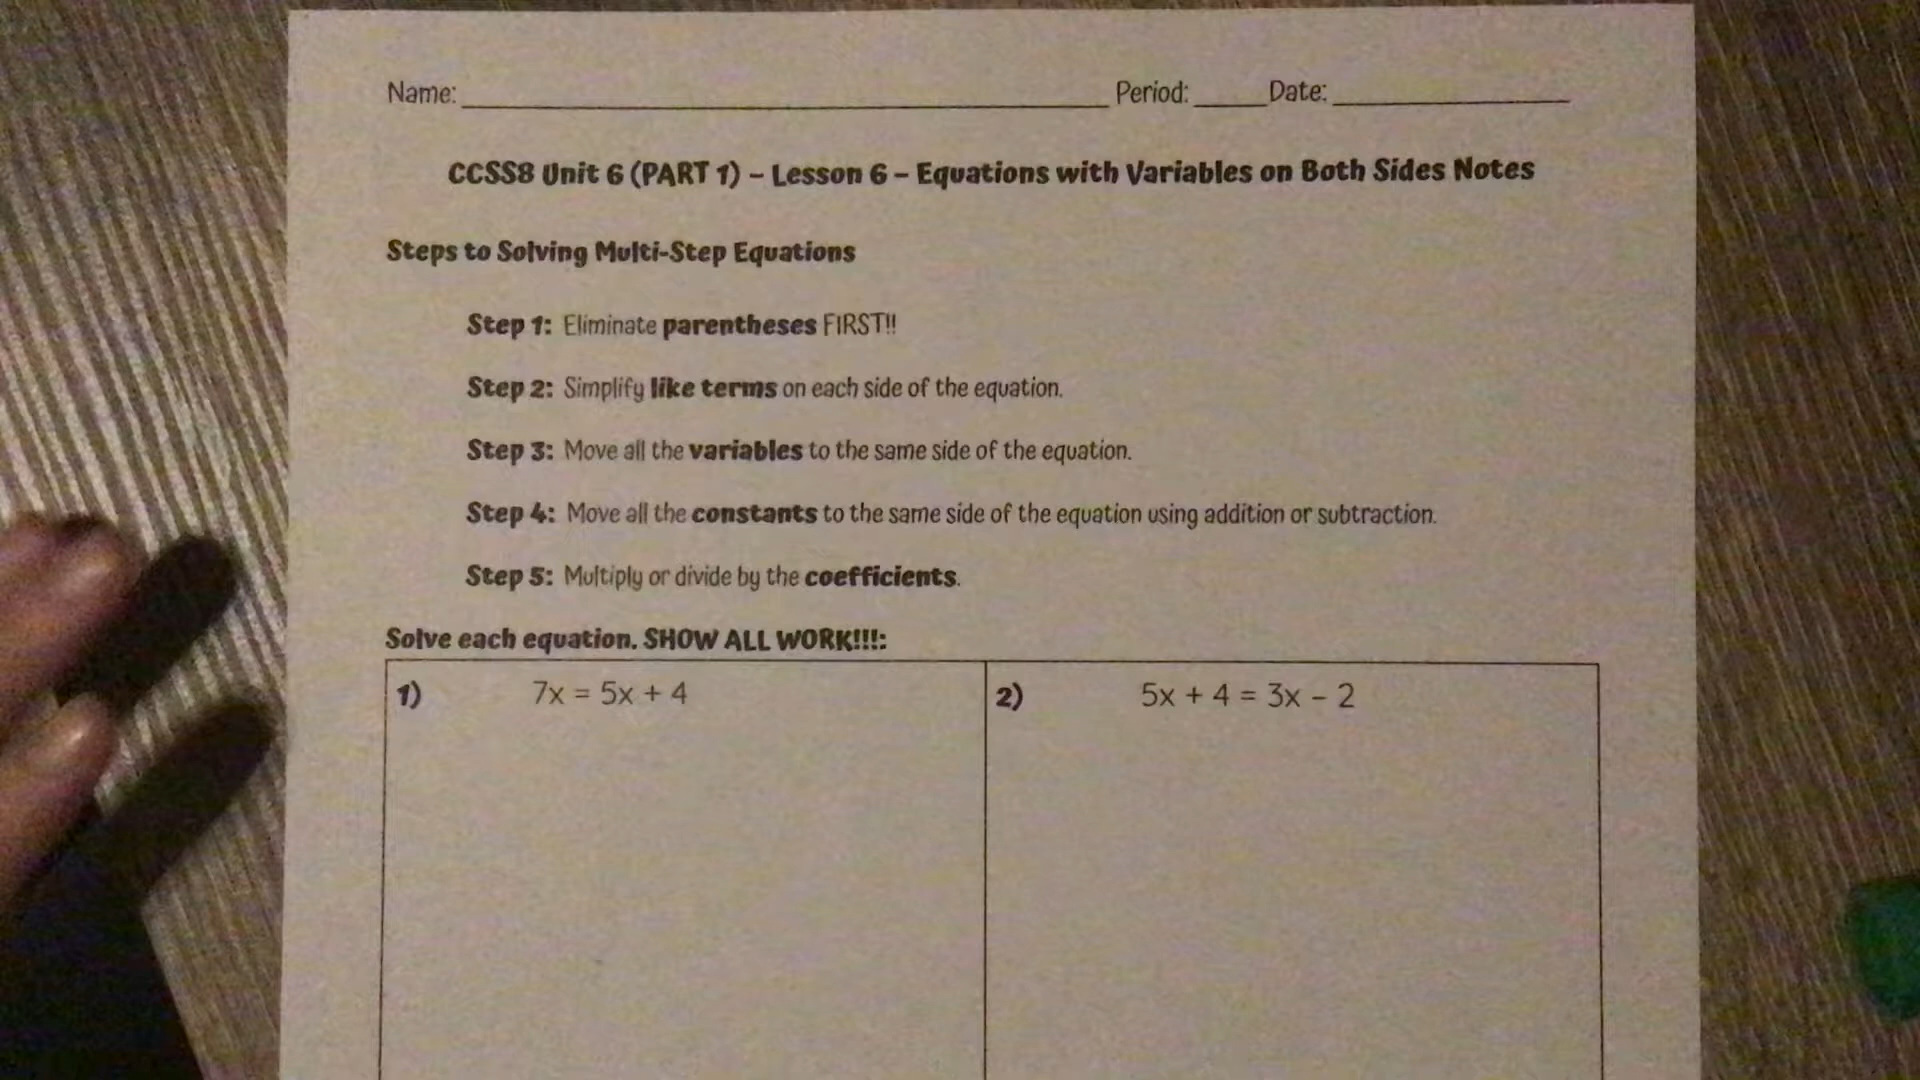 Name: ____________________ Period: _____ Date: __________
CCSS8 Unit 6 (PART 1) – Lesson 6 – Equations with Variables on Both Sides Notes
Steps to Solving Multi-Step Equations
Step 1: Eliminate parentheses FIRST!!
Step 2: Simplify like terms on each side of the equation.
Step 3: Move all the variables to the same side of the equation.
Step 4: Move all the constants to the same side of the equation using addition or subtraction.
Step 5: Multiply or divide by the coefficients.
Solve each equation. SHOW ALL WORK!!!:
1) 7x = 5x + 4
2) 5x + 4 = 3x – 2